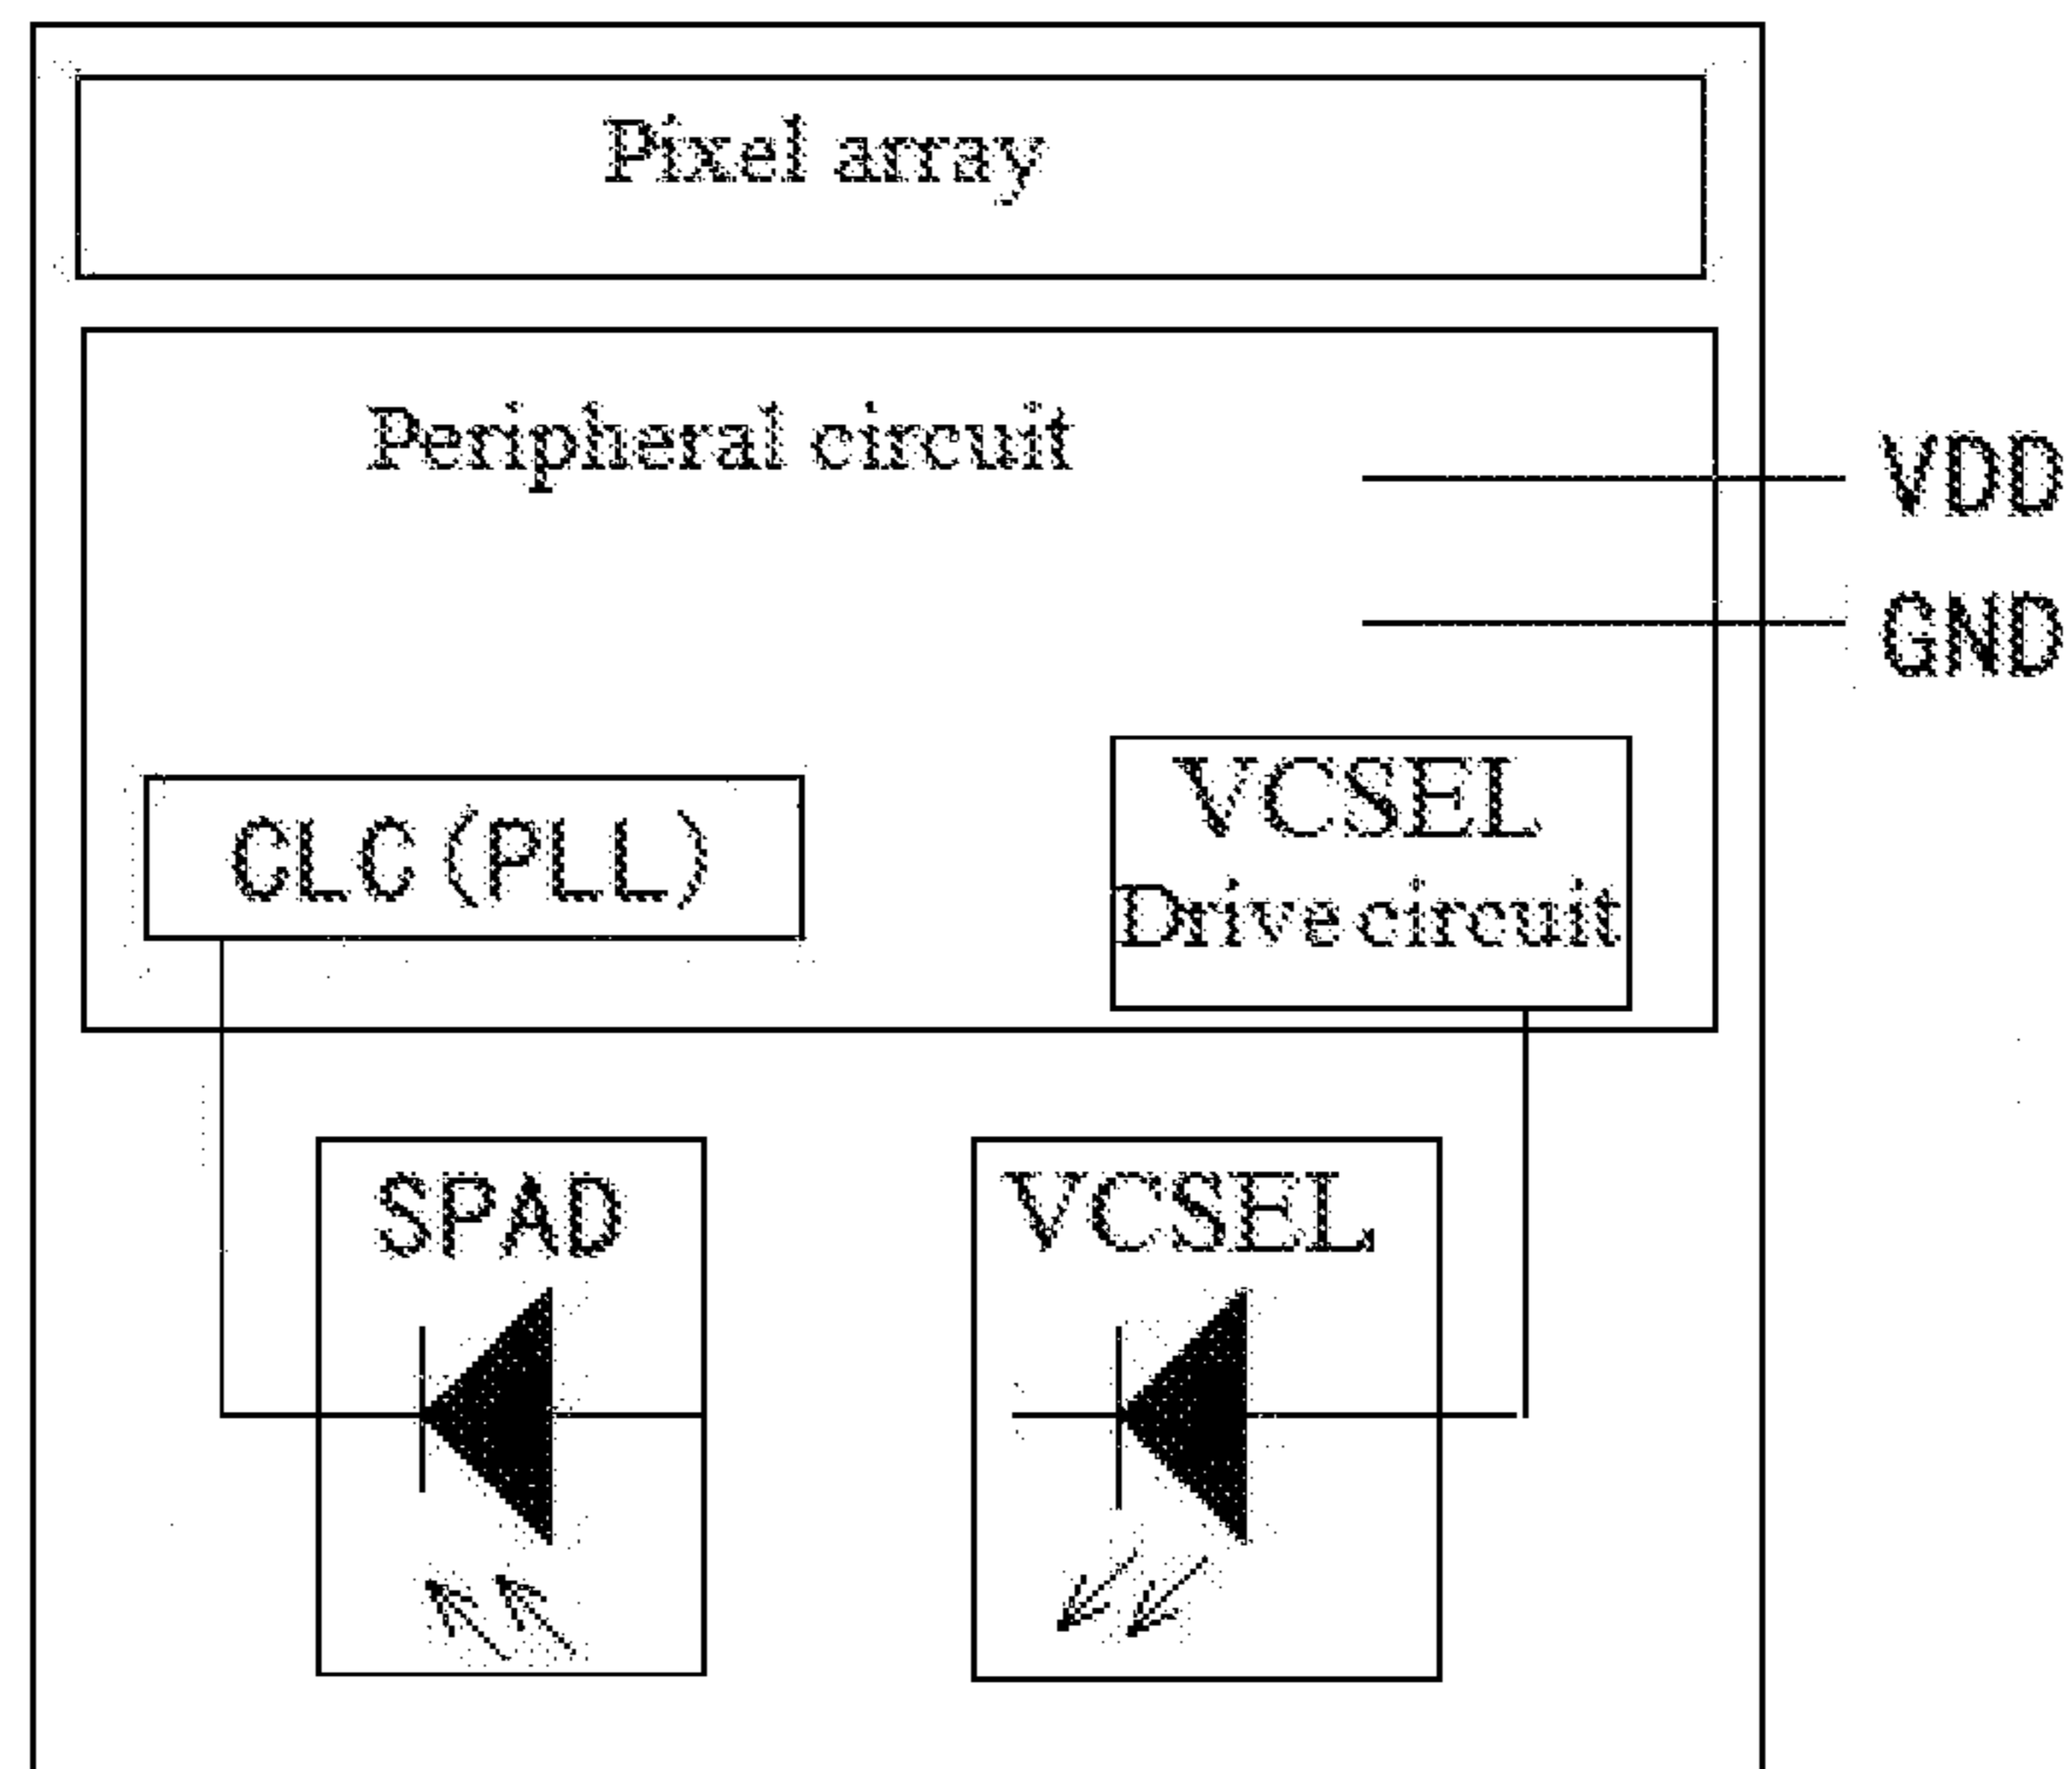 Pixel array
Peripheral circuit
VDD
GND
CLC(PLL)
VCSEL
Drive circuit
SPAD
VCSEL